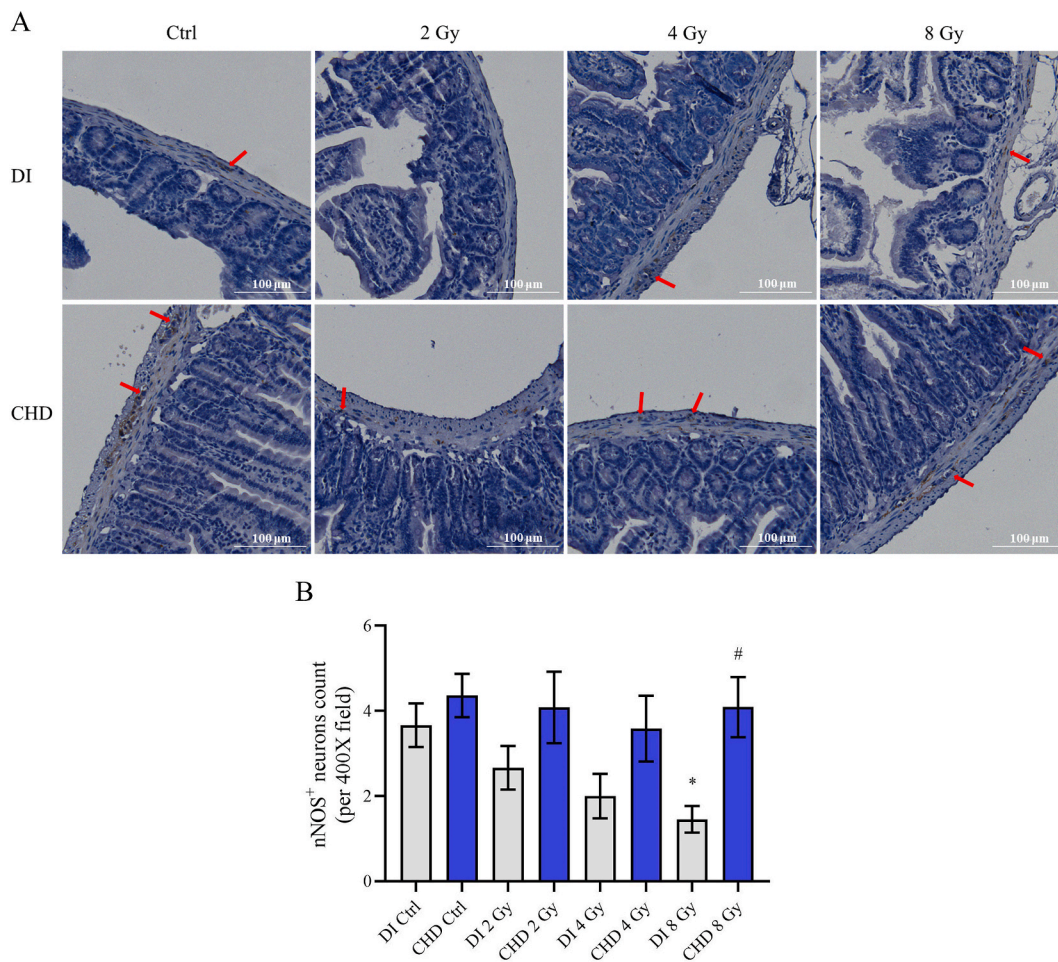 A
Ctrl
2 Gy
4 Gy
8 Gy
DI
100 µm
100 µm
100 µm
100 µm
CHD
100 µm
100 µm
100 µm
100 µm
B
nNOS⁺ neurons count
(per 400X field)
6
4
2
0
*
#
DI Ctrl
CHD Ctrl
DI 2 Gy
CHD 2 Gy
DI 4 Gy
CHD 4 Gy
DI 8 Gy
CHD 8 Gy